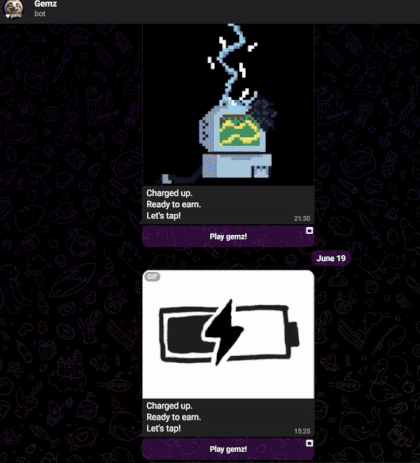 Gemz
bot
gemz
Charged up.
Ready to earn.
Let's tap!
21:30
Play gemz!
June 19
GIF
Charged up.
Ready to earn.
Let's tap!
15:25
Play gemz!